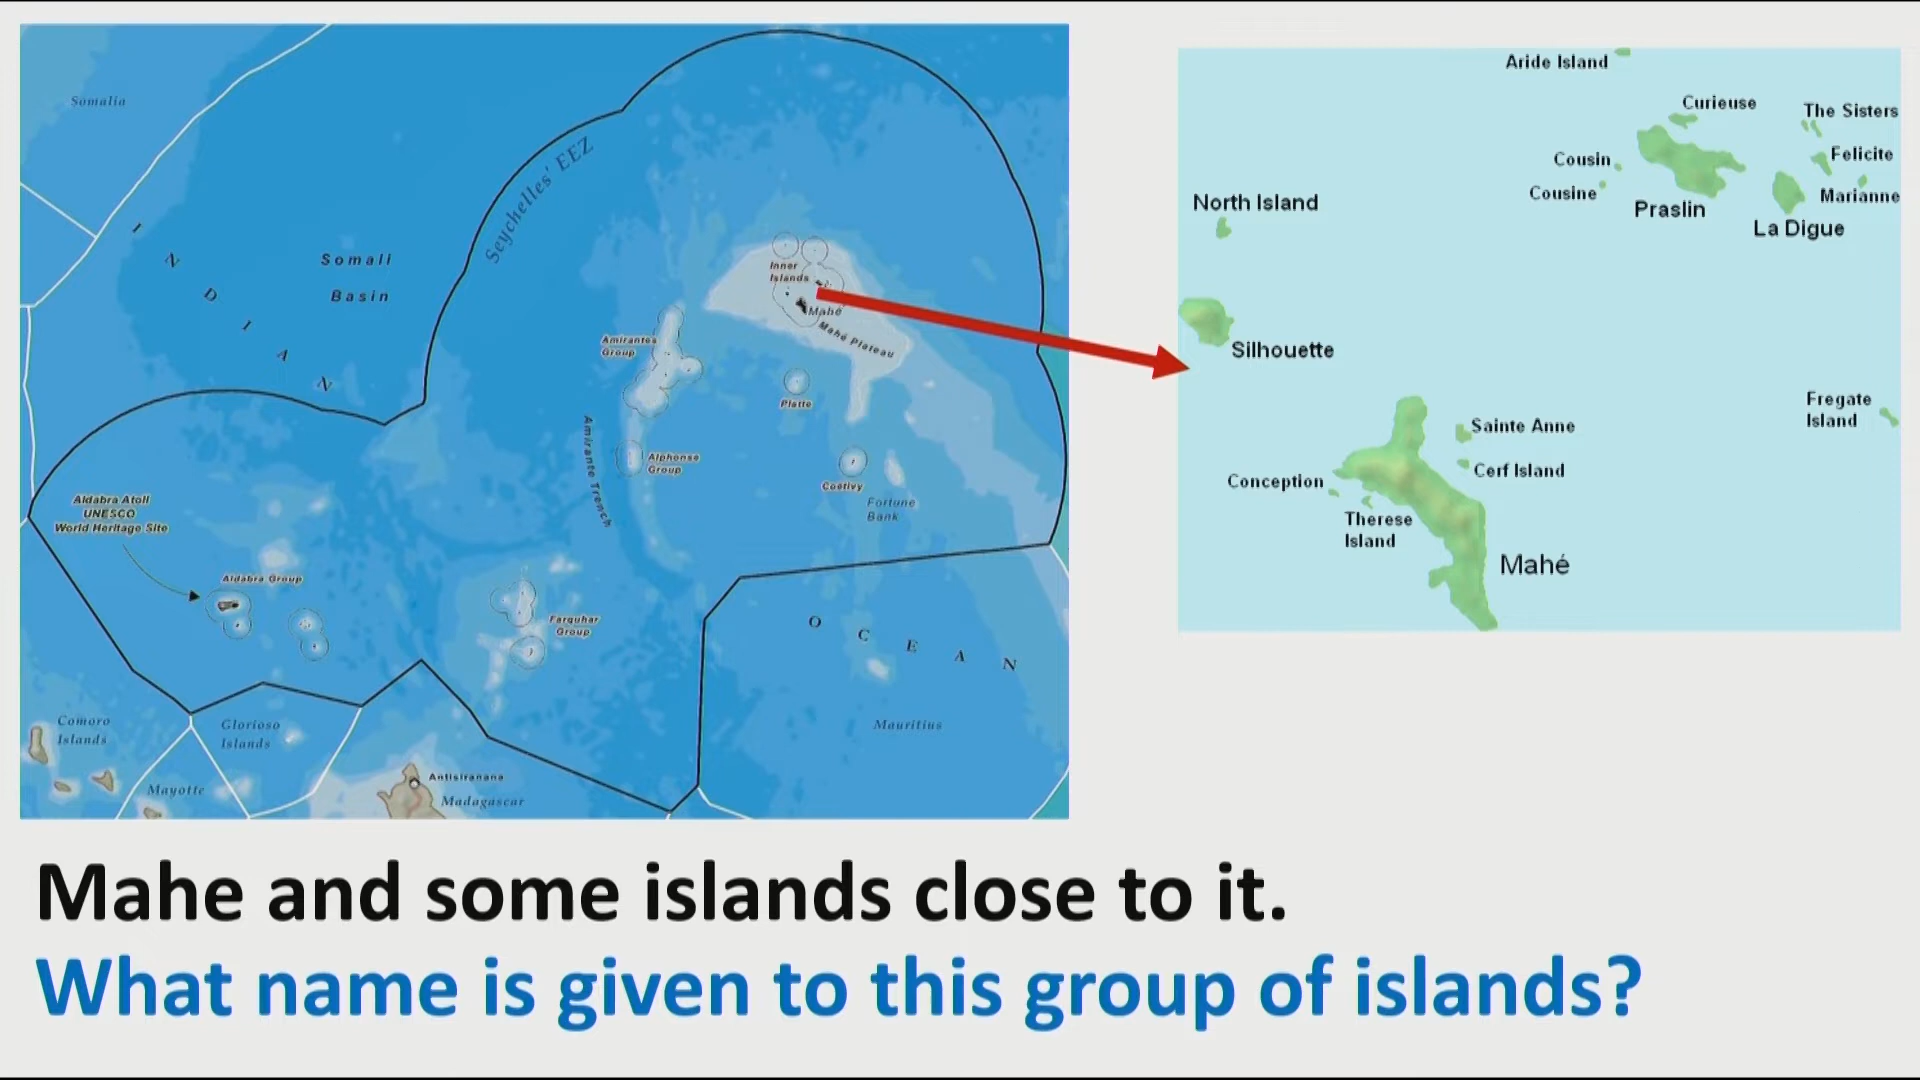 Somalia
Seychelles' EEZ
Somali
Basin
I N D I A N
Inner
Islands
Mahé
Mahé Plateau
Amirantes
Group
Platte
Amirante Trench
Alphonse
Group
Coetivy
Fortune
Bank
Aldabra Atoll
UNESCO
World Heritage Site
Aldabra Group
Farquhar
Group
O C E A N
Comoro
Islands
Glorioso
Islands
Mauritius
Mayotte
Antisiranana
Madagascar
Aride Island
Curieuse
The Sisters
Cousin
Felicite
Cousine
Marianne
North Island
Praslin
La Digue
Silhouette
Fregate
Island
Sainte Anne
Cerf Island
Conception
Therese
Island
Mahé
Mahe and some islands close to it.
What name is given to this group of islands?